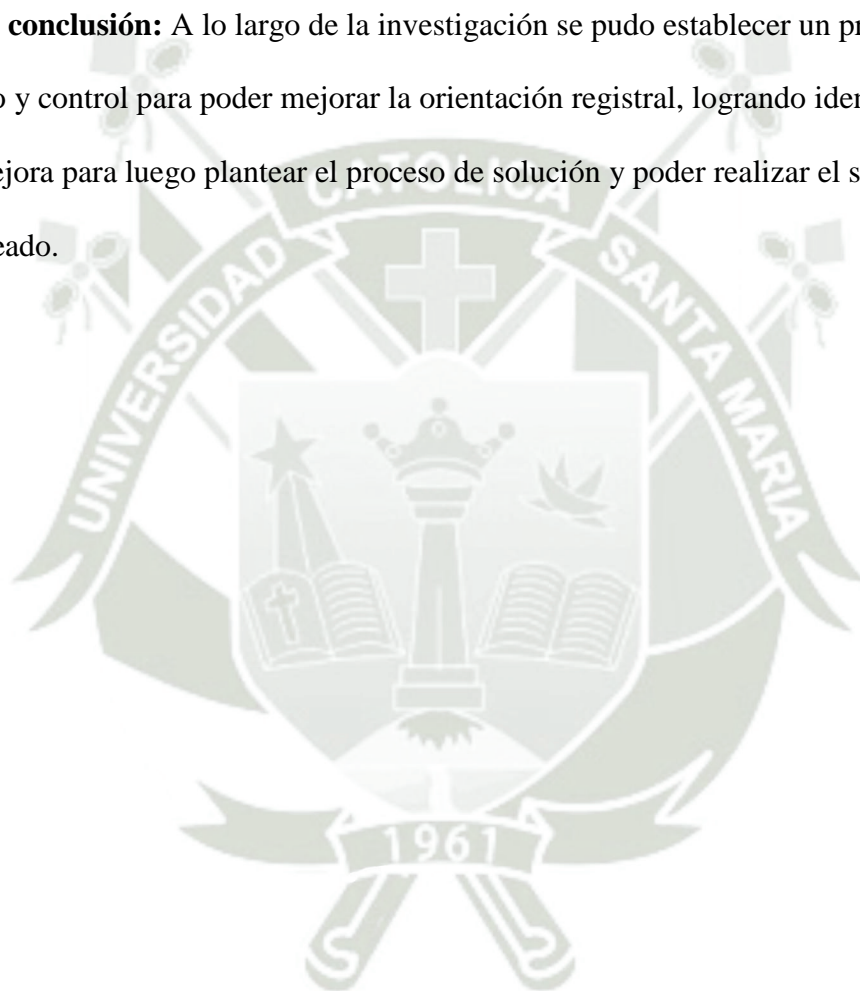 conclusión: A lo largo de la investigación se pudo establecer un pr
o y control para poder mejorar la orientación registral, logrando iden
ejora para luego plantear el proceso de solución y poder realizar el s
eado.
UNIVERSIDAD CATOLICA SANTA MARIA
1961